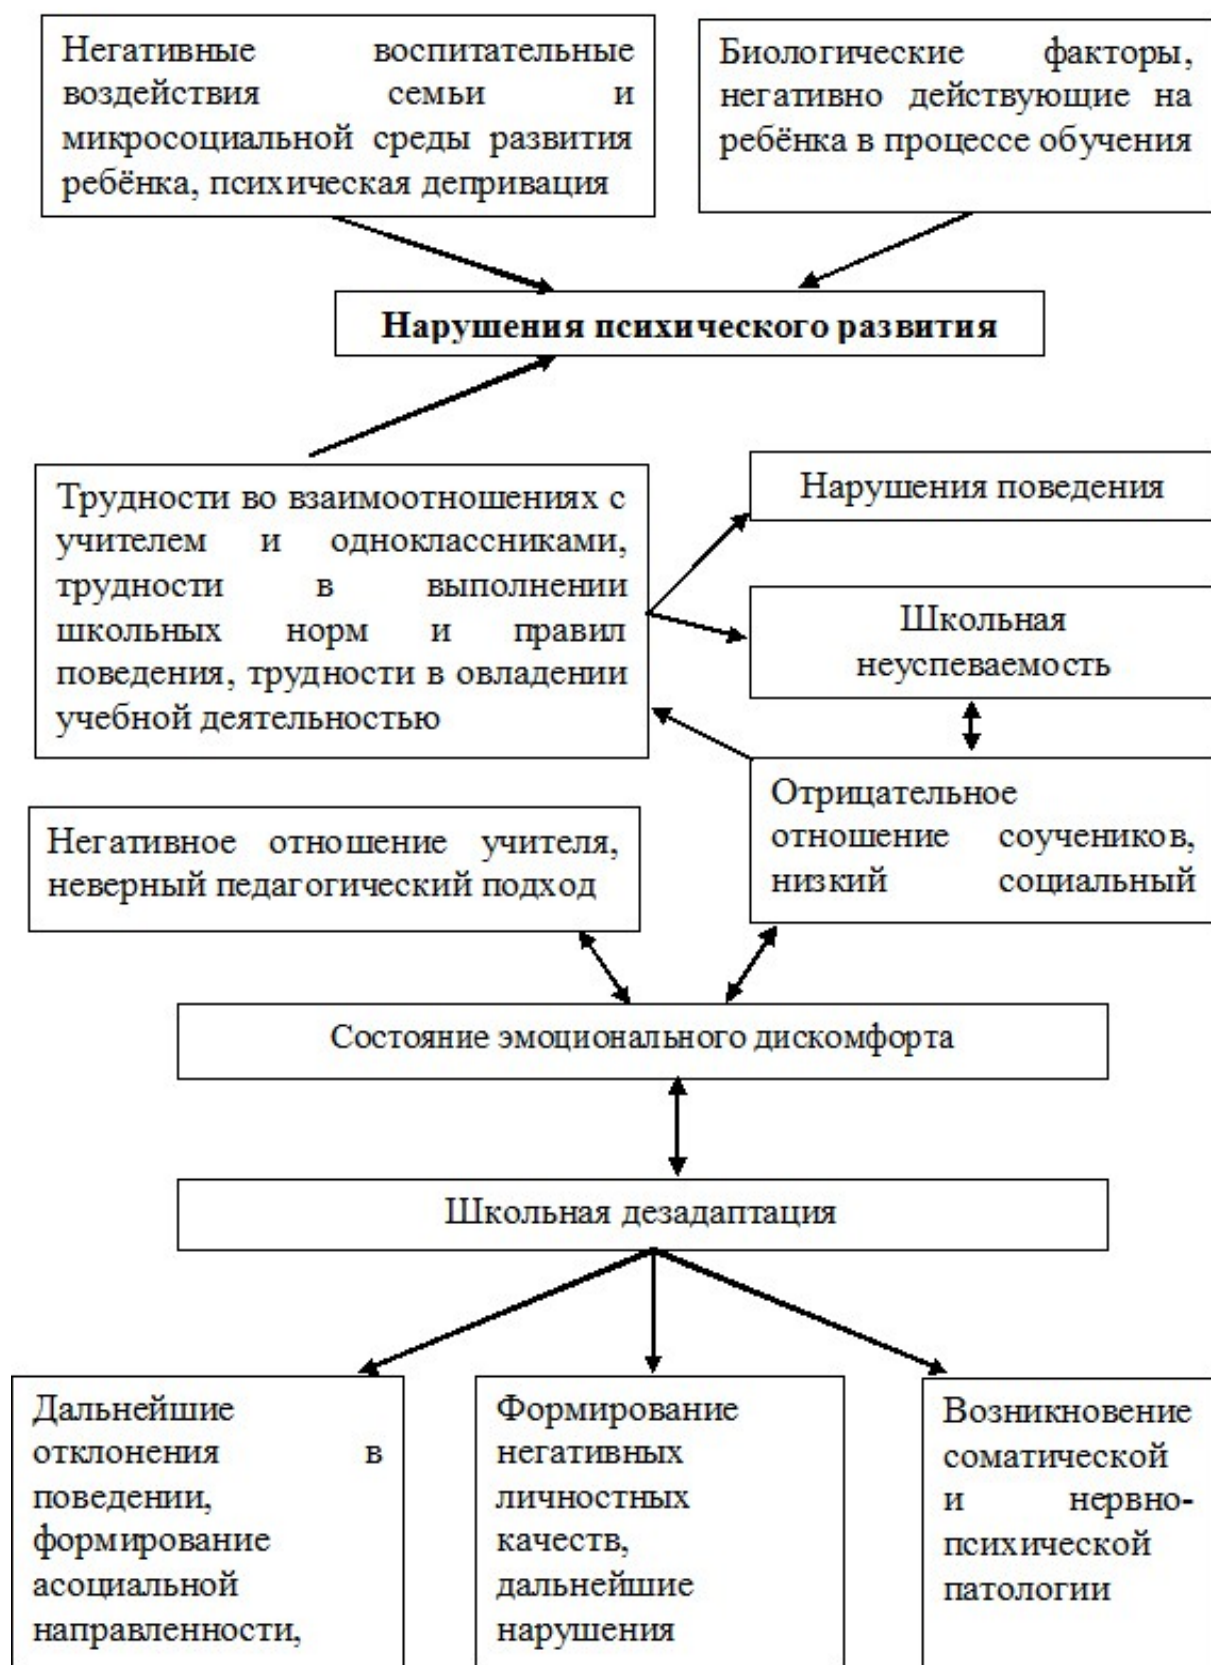 Негативные воспитательные
воздействия семьи и
микросоциальной среды развития
ребёнка, психическая депривация
Биологические факторы,
негативно действующие на
ребёнка в процессе обучения
Нарушения психического развития
Трудности во взаимоотношениях с
учителем и одноклассниками,
трудности в выполнении
школьных норм и правил
поведения, трудности в овладении
учебной деятельностью
Нарушения поведения
Школьная
неуспеваемость
Негативное отношение учителя,
неверный педагогический подход
Отрицательное
отношение соучеников,
низкий социальный
Состояние эмоционального дискомфорта
Школьная дезадаптация
Дальнейшие
отклонения в
поведении,
формирование
асоциальной
направленности,
Формирование
негативных
личностных
качеств,
дальнейшие
нарушения
Возникновение
соматической
и нервно-
психической
патологии